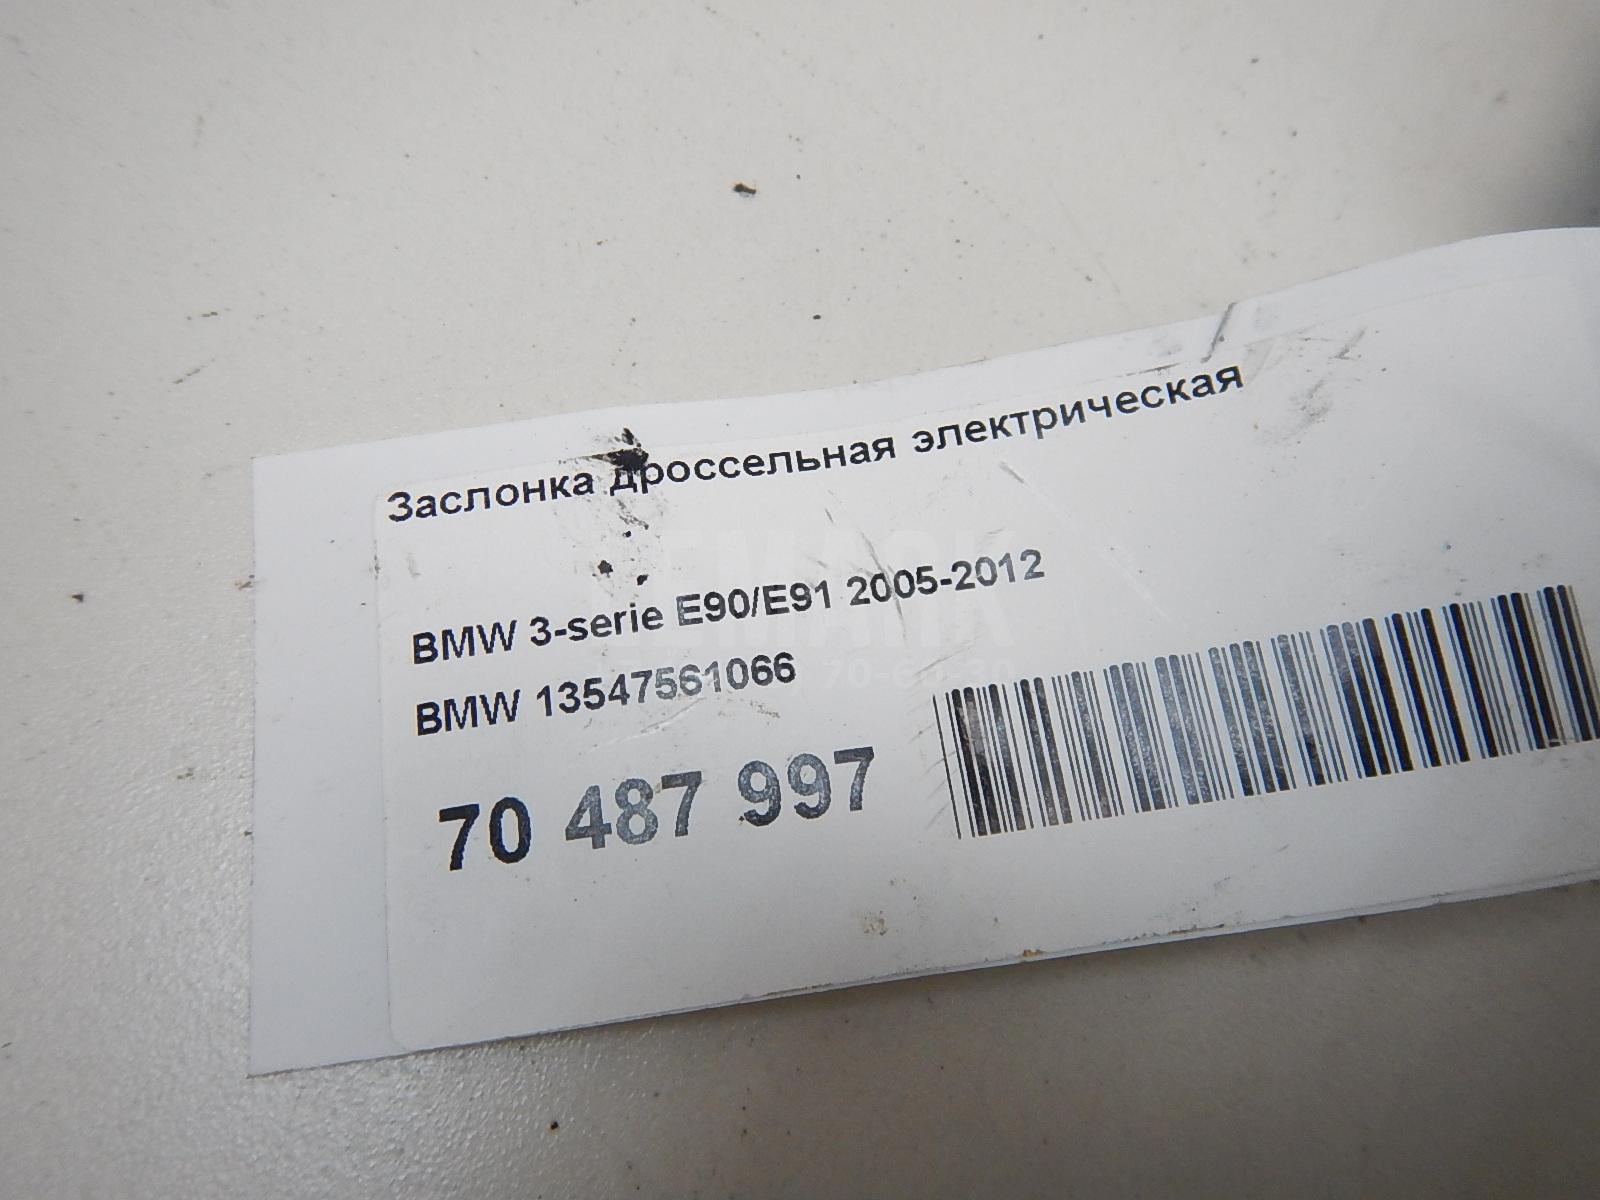 Заслонка дроссельная электрическая
BMW 3-serie E90/E91 2005-2012
BMW 13547561066
70 487 997